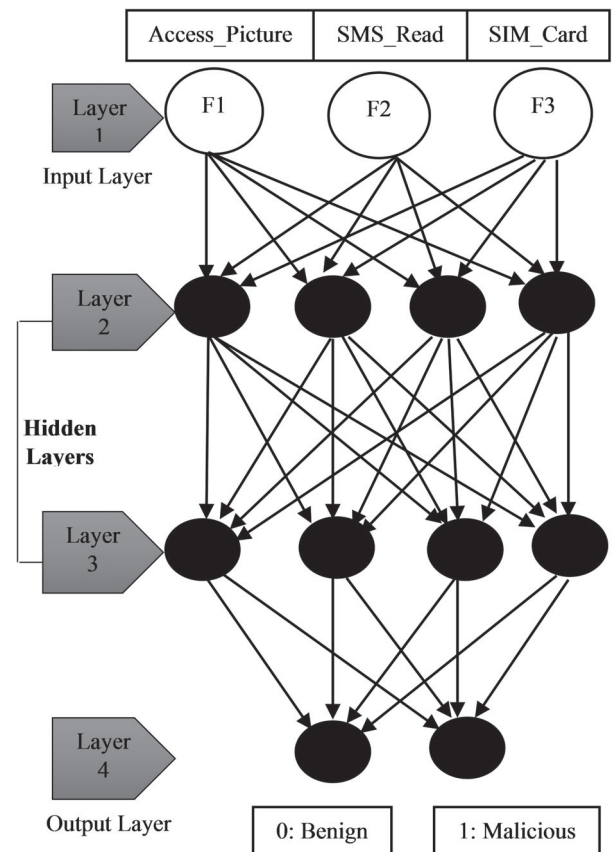 Access_Picture SMS_Read SIM_Card
F1 F2 F3
Layer
1
Input Layer
Layer
2
Hidden
Layers
Layer
3
Layer
4
Output Layer
0: Benign 1: Malicious